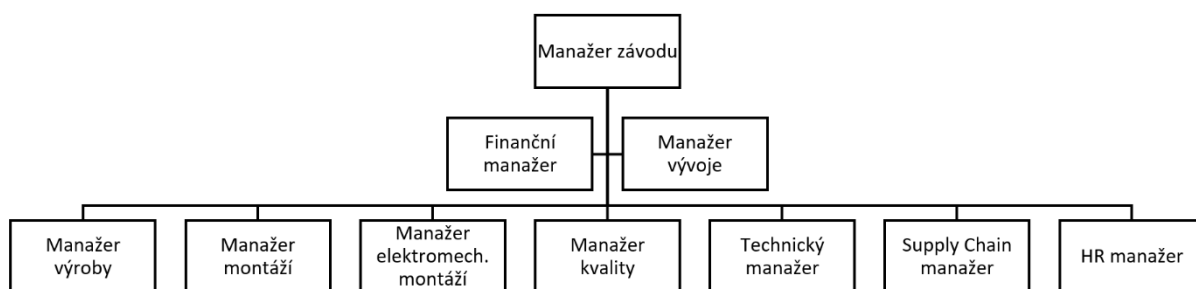 Manažer závodu
Finanční
manažer
Manažer
vývoje
Manažer
výroby
Manažer
montáží
Manažer
elektromech.
montáží
Manažer
kvality
Technický
manažer
Supply Chain
manažer
HR manažer